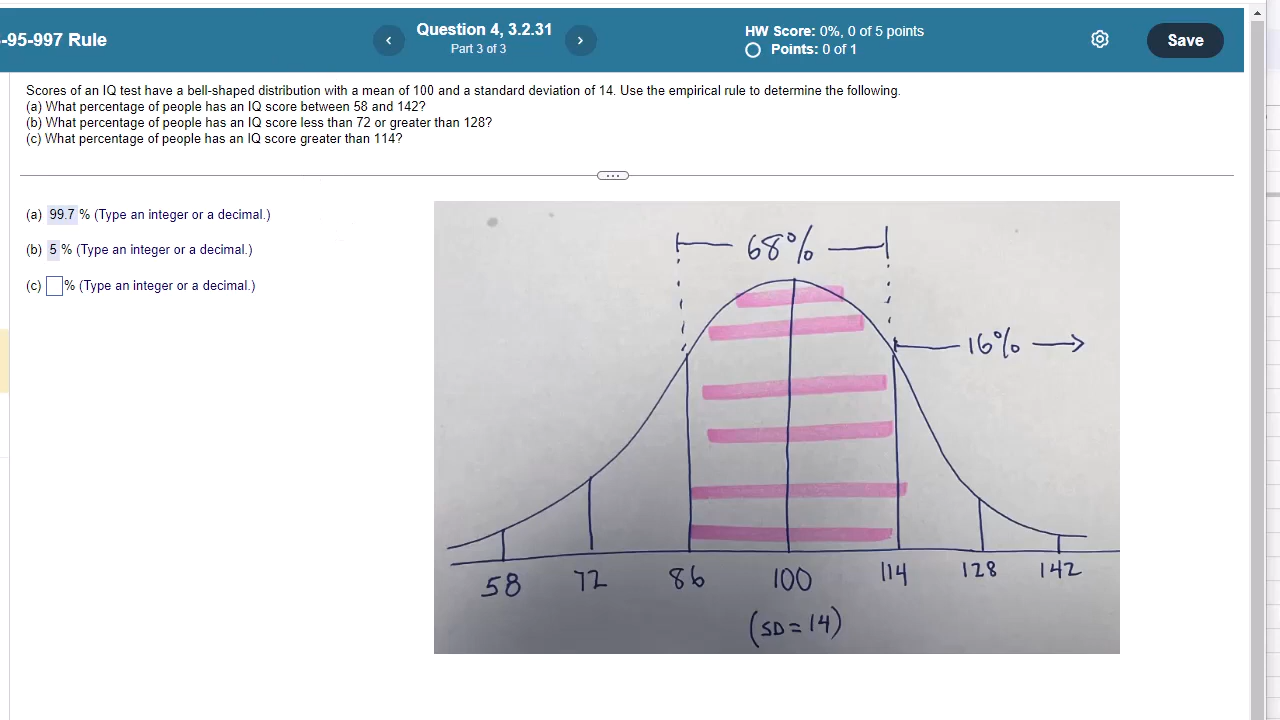 -95-997 Rule
Question 4, 3.2.31
Part 3 of 3
HW Score: 0%, 0 of 5 points
Points: 0 of 1
Save
Scores of an IQ test have a bell-shaped distribution with a mean of 100 and a standard deviation of 14. Use the empirical rule to determine the following.
(a) What percentage of people has an IQ score between 58 and 142?
(b) What percentage of people has an IQ score less than 72 or greater than 128?
(c) What percentage of people has an IQ score greater than 114?
(a) 99.7 % (Type an integer or a decimal.)
(b) 5 % (Type an integer or a decimal.)
(c) % (Type an integer or a decimal.)
68%
16%
58 72 86 100 114 128 142
(SD = 14)